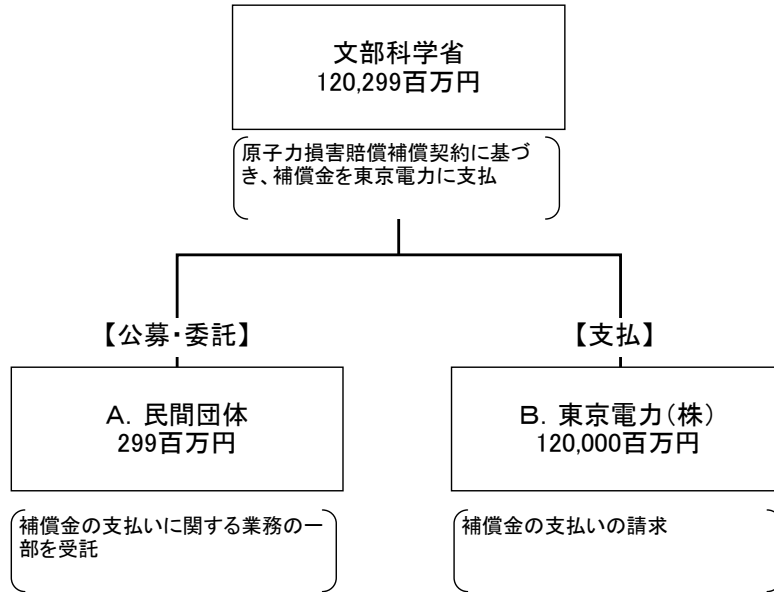 文部科学省
120,299百万円
原子力損害賠償補償契約に基づ
き、補償金を東京電力に支払
【公募・委託】
【支払】
A. 民間団体
299百万円
B. 東京電力(株)
120,000百万円
補償金の支払いに関する業務の一
部を受託
補償金の支払いの請求